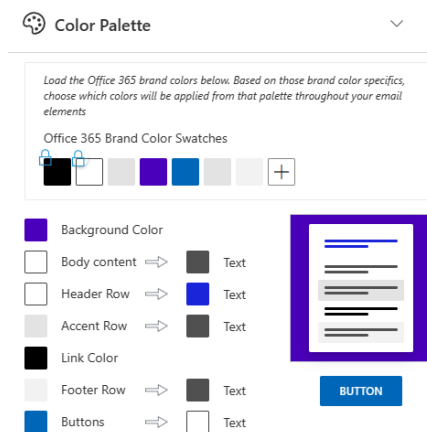 Color Palette
Load the Office 365 brand colors below. Based on those brand color specifics,
choose which colors will be applied from that palette throughout your email
elements
Office 365 Brand Color Swatches
Background Color
Body content Text
Header Row Text
Accent Row Text
Link Color
Footer Row Text
BUTTON
Buttons Text